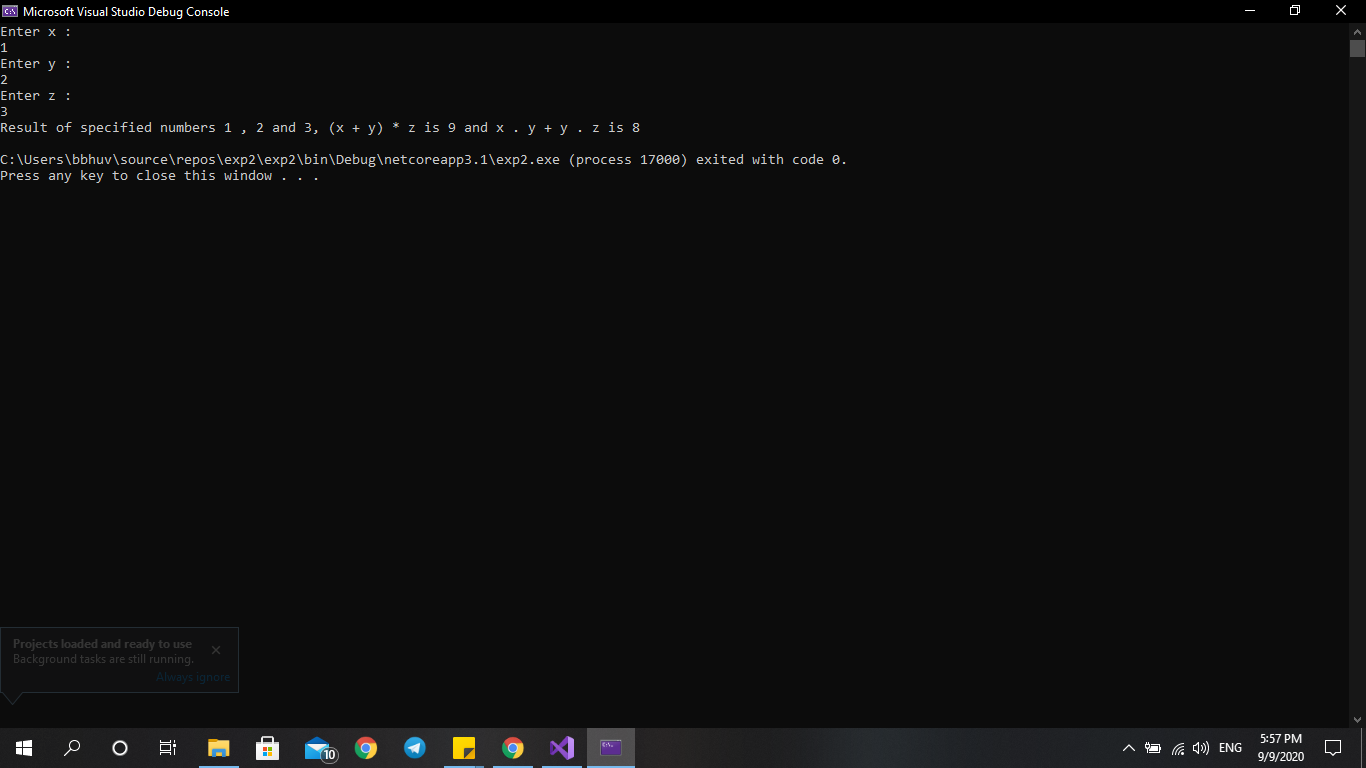 Microsoft Visual Studio Debug Console
Enter x :
1
Enter y :
2
Enter z :
3
Result of specified numbers 1 , 2 and 3, (x + y) * z is 9 and x . y + y . z is 8
C:\Users\bbhuv\source\repos\exp2\exp2\bin\Debug\netcoreapp3.1\exp2.exe (process 17000) exited with code 0.
Press any key to close this window . . .
Projects loaded and ready to use
Background tasks are still running.
Always ignore
10
ENG
5:57 PM
9/9/2020